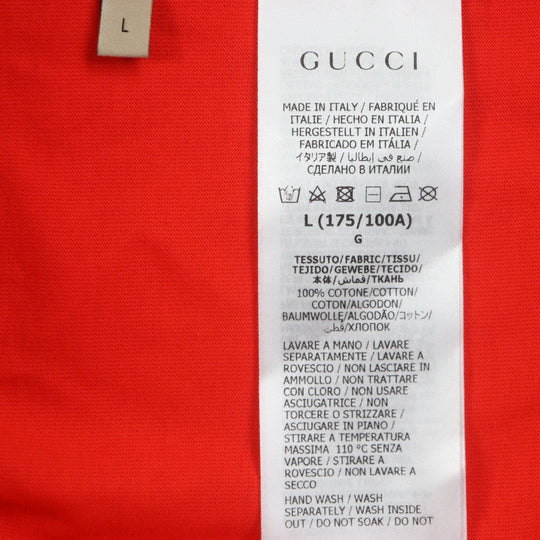 L
GUCCI
MADE IN ITALY / FABRIQUÉ EN
ITALIE / HECHO EN ITALIA /
HERGESTELLT IN ITALIEN /
FABRICADO EM ITÁLIA /
イタリア製 / صنع في إيطاليا /
СДЕЛАНО В ИТАЛИИ
L (175/100A)
G
TESSUTO/FABRIC/TISSU/
TEJIDO/GEWEBE/TECIDO/
本体/قماش/ТКАНЬ
100% COTONE/COTTON/
COTON/ALGODON/
BAUMWOLLE/ALGODÃO/コットン/
قطن/ХЛОПОК
LAVARE A MANO / LAVARE
SEPARATAMENTE / LAVARE A
ROVESCIO / NON LASCIARE IN
AMMOLLO / NON TRATTARE
CON CLORO / NON USARE
ASCIUGATRICE / NON
TORCERE O STRIZZARE /
ASCIUGARE IN PIANO /
STIRARE A TEMPERATURA
MASSIMA 110 °C SENZA
VAPORE / STIRARE A
ROVESCIO / NON LAVARE A
SECCO
HAND WASH / WASH
SEPARATELY / WASH INSIDE
OUT / DO NOT SOAK / DO NOT